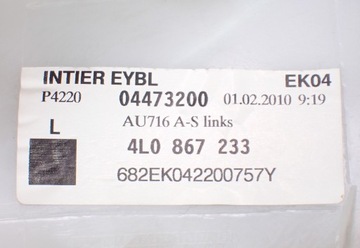 INTIER EYBL EK04
P4220 04473200 01.02.2010 9:19
L AU716 A-S links
4L0 867 233
682EK042200757Y